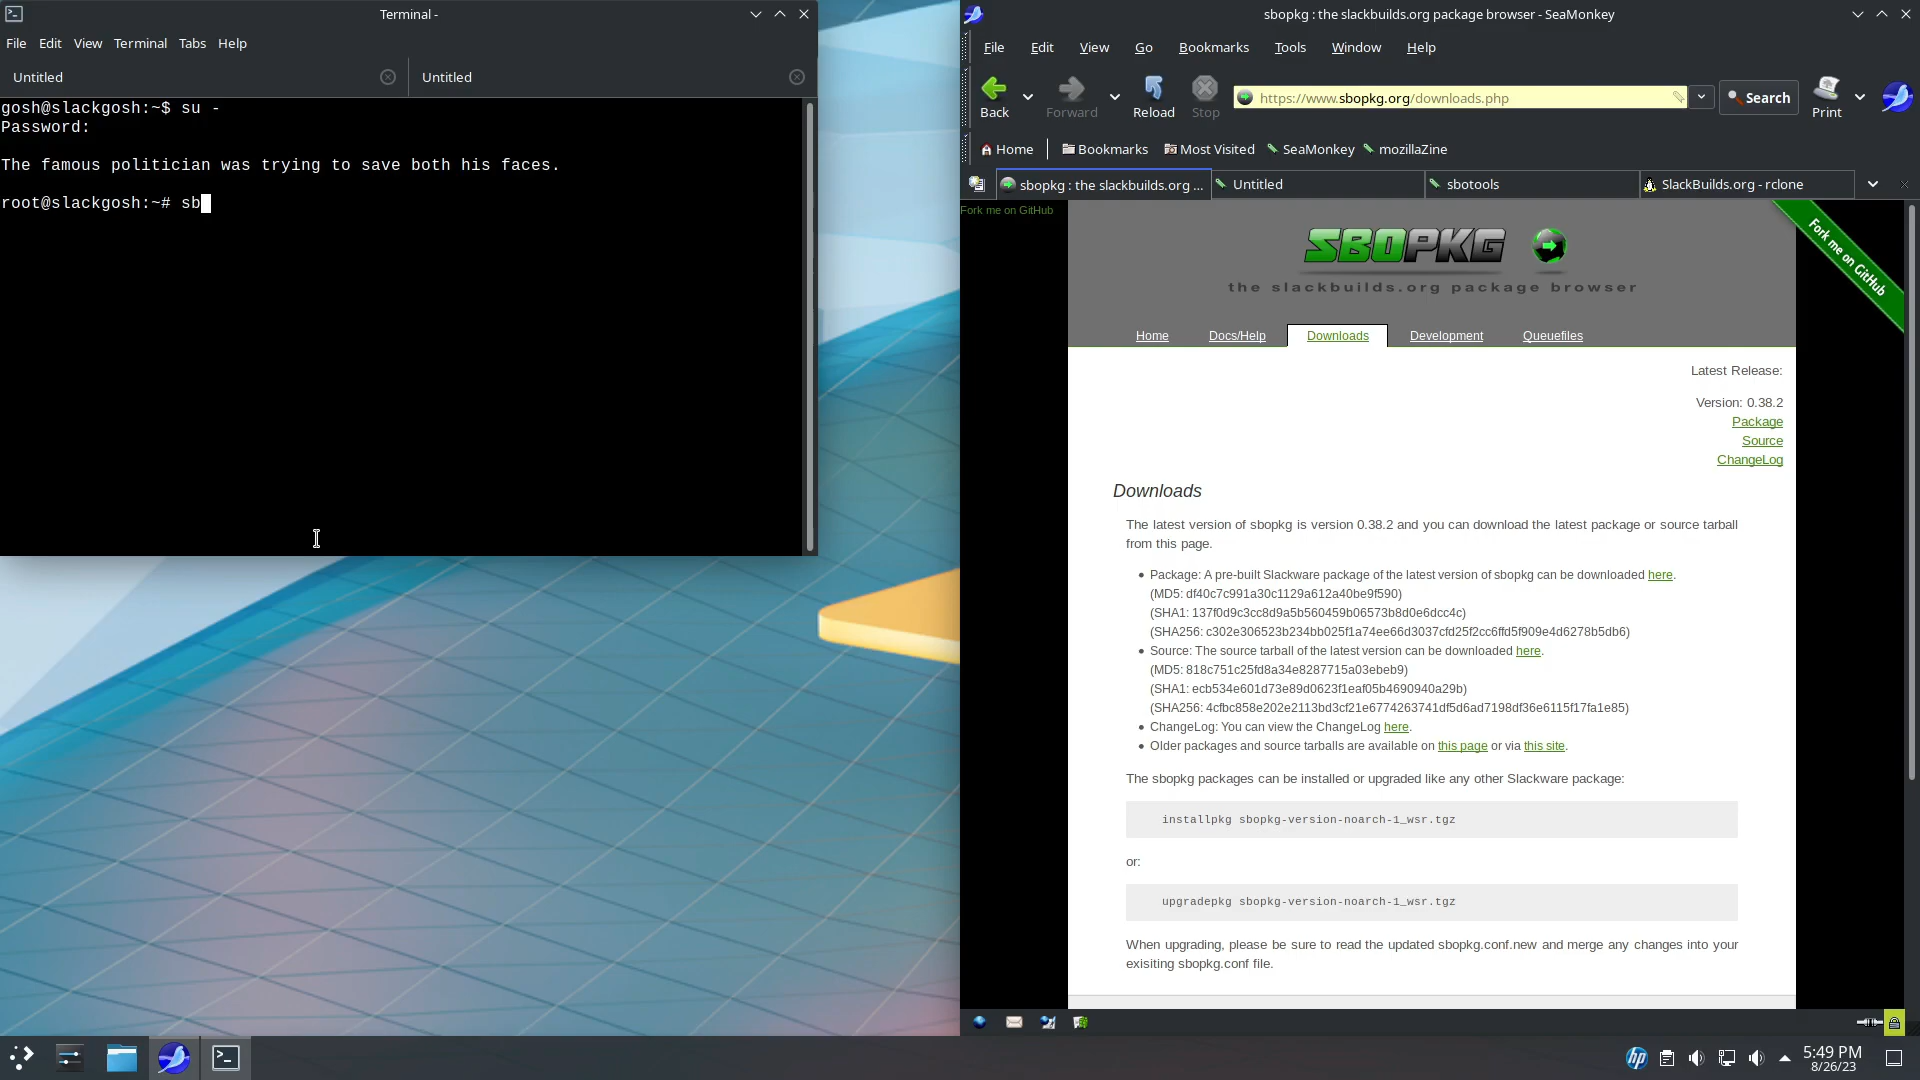 Terminal -
File Edit View Terminal Tabs Help
Untitled Untitled
gosh@slackgosh:~$ su -
Password:
The famous politician was trying to save both his faces.
root@slackgosh:~# sb
sbopkg : the slackbuilds.org package browser - SeaMonkey
File Edit View Go Bookmarks Tools Window Help
Back Forward Reload Stop https://www.sbopkg.org/downloads.php Search Print
Home Bookmarks Most Visited SeaMonkey mozillaZine
sbopkg : the slackbuilds.org ... Untitled sbotools SlackBuilds.org - rclone
Fork me on GitHub
Fork me on GitHub
SBOPKG
the slackbuilds.org package browser
Home Docs/Help Downloads Development Queuefiles
Latest Release:
Version: 0.38.2
Package
Source
ChangeLog
Downloads
The latest version of sbopkg is version 0.38.2 and you can download the latest package or source tarball
from this page.
• Package: A pre-built Slackware package of the latest version of sbopkg can be downloaded here.
(MD5: df40c7c991a30c1129a612a40be9f590)
(SHA1: 137f0d9c3cc8d9a5b560459b06573b8d0e6dcc4c)
(SHA256: c302e306523b234bb025f1a74ee66d3037cfd25f2cc6ffd5f909e4d6278b5db6)
• Source: The source tarball of the latest version can be downloaded here.
(MD5: 818c751c25fd8a34e8287715a03ebeb9)
(SHA1: ecb534e601d73e89d0623f1eaf05b4690940a29b)
(SHA256: 4cfbc858e202e2113bd3cf21e6774263741df5d6ad7198df36e6115f17fa1e85)
• ChangeLog: You can view the ChangeLog here.
• Older packages and source tarballs are available on this page or via this site.
The sbopkg packages can be installed or upgraded like any other Slackware package:
installpkg sbopkg-version-noarch-1_wsr.tgz
or:
upgradepkg sbopkg-version-noarch-1_wsr.tgz
When upgrading, please be sure to read the updated sbopkg.conf.new and merge any changes into your
exisiting sbopkg.conf file.
hp 5:49 PM
8/26/23